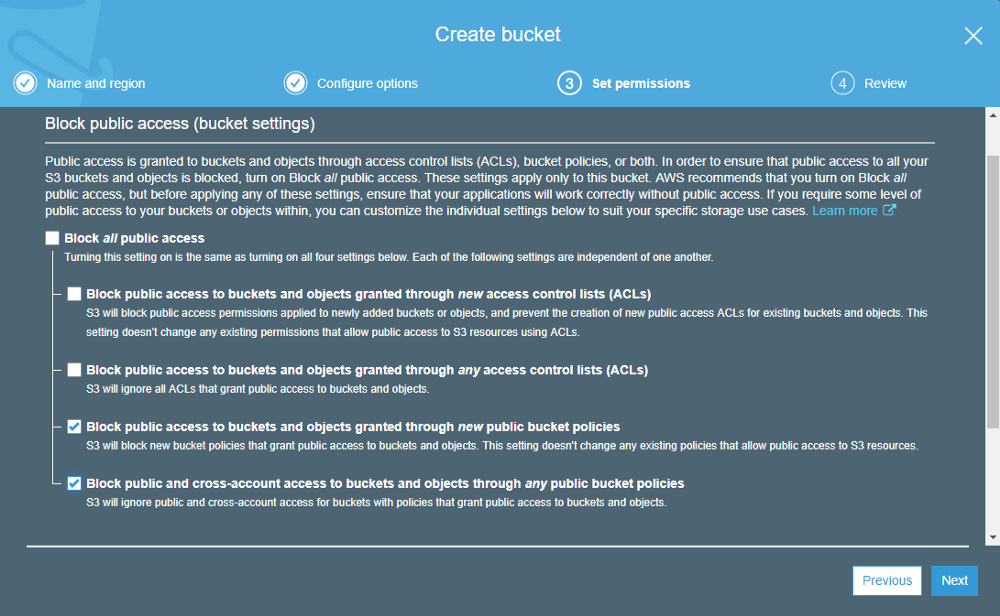 Create bucket
Name and region
Configure options
3 Set permissions
4 Review
Block public access (bucket settings)
Public access is granted to buckets and objects through access control lists (ACLs), bucket policies, or both. In order to ensure that public access to all your
S3 buckets and objects is blocked, turn on Block all public access. These settings apply only to this bucket. AWS recommends that you turn on Block all
public access, but before applying any of these settings, ensure that your applications will work correctly without public access. If you require some level of
public access to your buckets or objects within, you can customize the individual settings below to suit your specific storage use cases. Learn more
Block all public access
Turning this setting on is the same as turning on all four settings below. Each of the following settings are independent of one another.
Block public access to buckets and objects granted through new access control lists (ACLs)
S3 will block public access permissions applied to newly added buckets or objects, and prevent the creation of new public access ACLs for existing buckets and objects. This
setting doesn't change any existing permissions that allow public access to S3 resources using ACLs.
Block public access to buckets and objects granted through any access control lists (ACLs)
S3 will ignore all ACLs that grant public access to buckets and objects.
Block public access to buckets and objects granted through new public bucket policies
S3 will block new bucket policies that grant public access to buckets and objects. This setting doesn't change any existing policies that allow public access to S3 resources.
Block public and cross-account access to buckets and objects through any public bucket policies
S3 will ignore public and cross-account access for buckets with policies that grant public access to buckets and objects.
Previous
Next